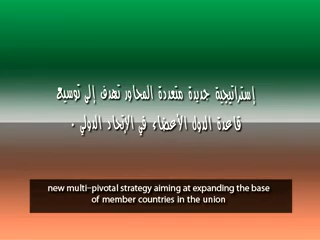 إستراتيجية جديدة متعددة المحاور تهدف إلى توسيع
قاعدة الدول الأعضاء في الإتحاد الدولي .
new multi-pivotal strategy aiming at expanding the base
of member countries in the union